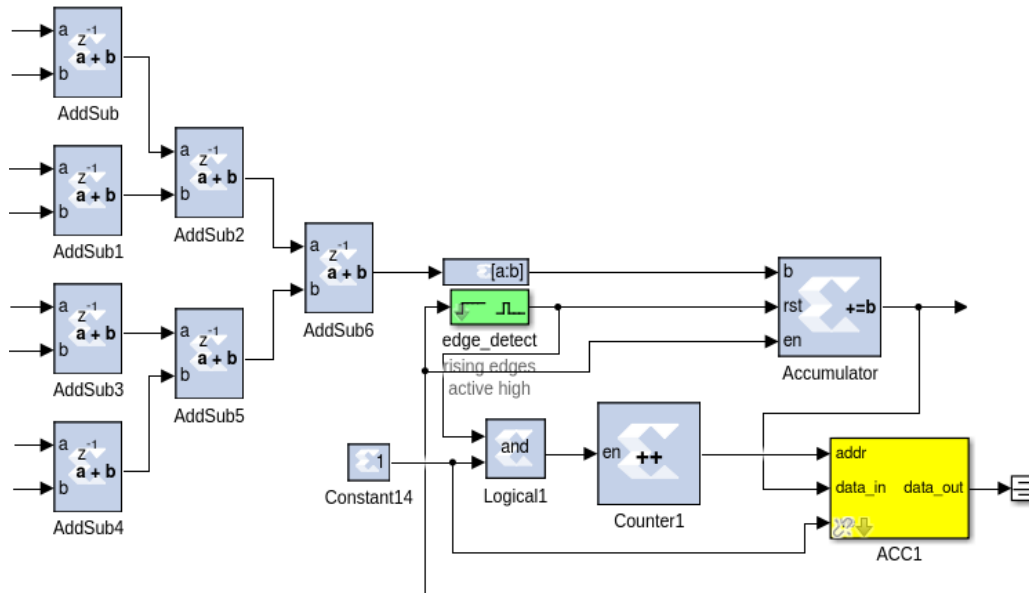 a
z-1
a + b
b
AddSub
a
z-1
a + b
b
AddSub1
a
z-1
a + b
b
AddSub2
a
z-1
a + b
b
AddSub3
a
z-1
a + b
b
AddSub4
a
z-1
a + b
b
AddSub5
a
z-1
a + b
b
AddSub6
[a:b]
edge_detect
rising edges
active high
b
rst
+=b
en
Accumulator
1
Constant14
and
Logical1
en
++
Counter1
addr
data_in
data_out
ACC1